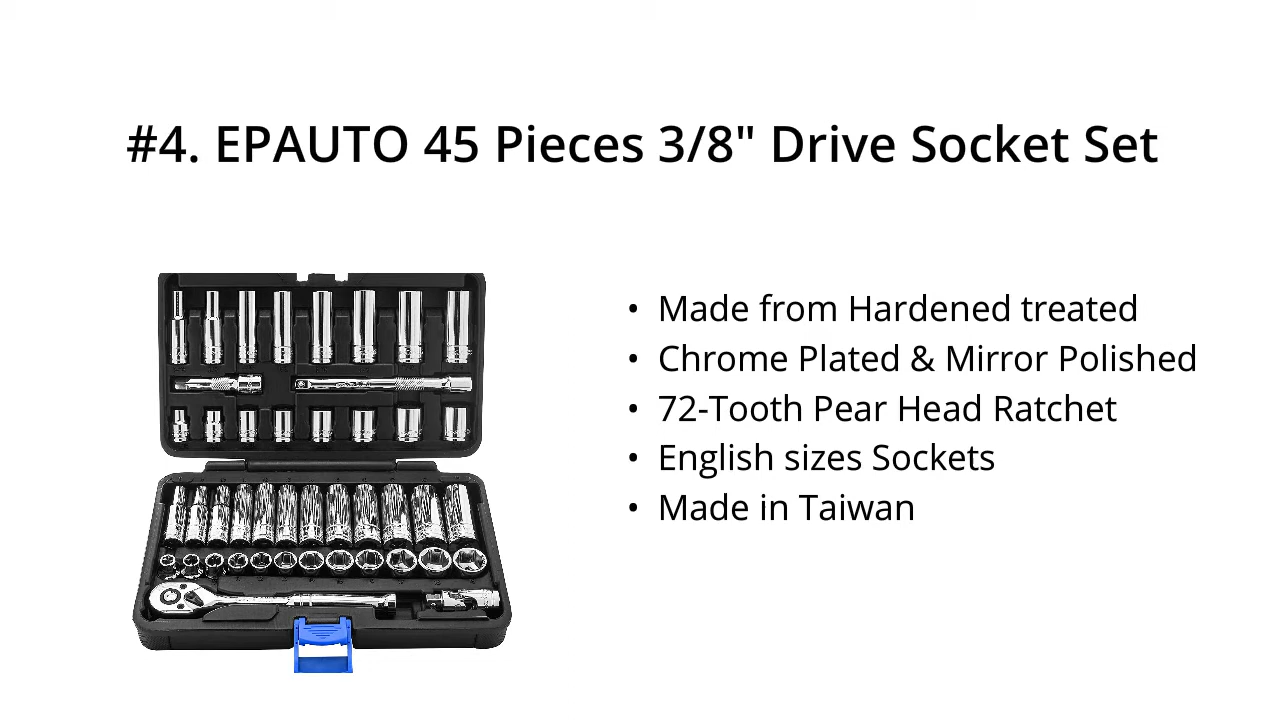 #4. EPAUTO 45 Pieces 3/8" Drive Socket Set
• Made from Hardened treated
• Chrome Plated & Mirror Polished
• 72-Tooth Pear Head Ratchet
• English sizes Sockets
• Made in Taiwan